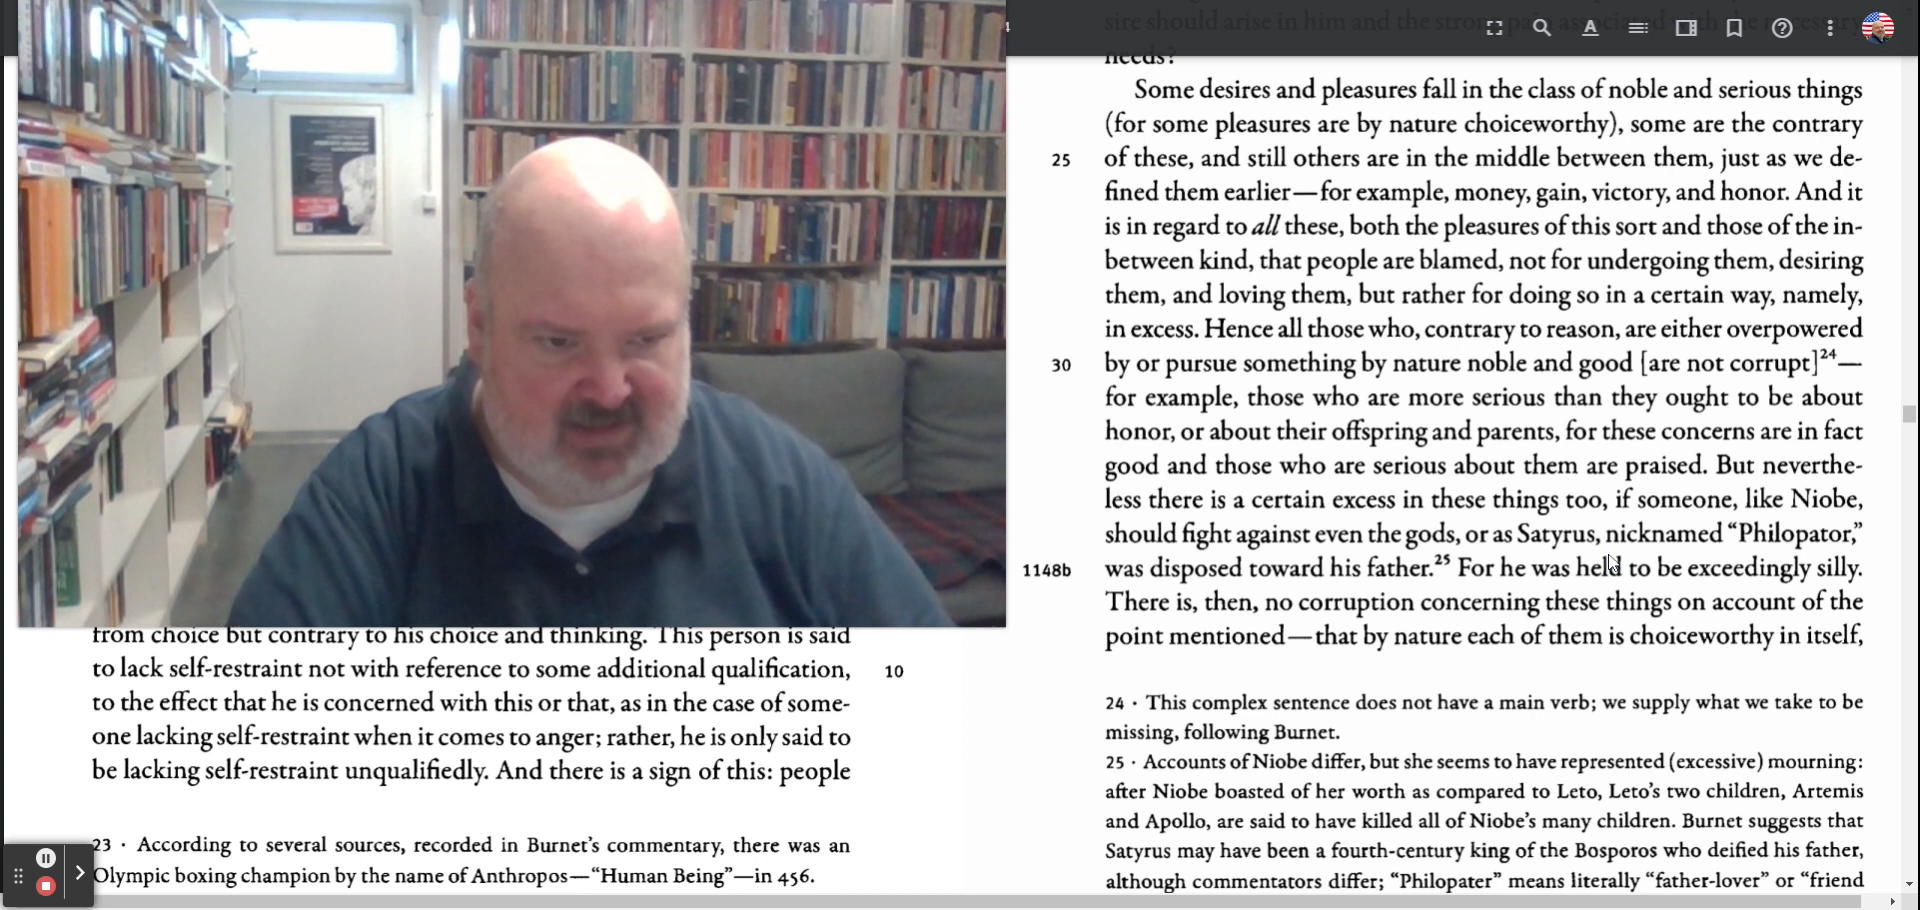 from choice but contrary to his choice and thinking. This person is said
to lack self-restraint not with reference to some additional qualification,
10
to the effect that he is concerned with this or that, as in the case of some-
one lacking self-restraint when it comes to anger; rather, he is only said to
be lacking self-restraint unqualifiedly. And there is a sign of this: people
23 · According to several sources, recorded in Burnet's commentary, there was an
Olympic boxing champion by the name of Anthropos—“Human Being”—in 456.
sire should arise in him and the strong pain associated with the necessary
needs?
Some desires and pleasures fall in the class of noble and serious things
(for some pleasures are by nature choiceworthy), some are the contrary
25 of these, and still others are in the middle between them, just as we de-
fined them earlier—for example, money, gain, victory, and honor. And it
is in regard to all these, both the pleasures of this sort and those of the in-
between kind, that people are blamed, not for undergoing them, desiring
them, and loving them, but rather for doing so in a certain way, namely,
in excess. Hence all those who, contrary to reason, are either overpowered
30 by or pursue something by nature noble and good [are not corrupt]24—
for example, those who are more serious than they ought to be about
honor, or about their offspring and parents, for these concerns are in fact
good and those who are serious about them are praised. But neverthe-
less there is a certain excess in these things too, if someone, like Niobe,
should fight against even the gods, or as Satyrus, nicknamed “Philopator,”
1148b was disposed toward his father.25 For he was held to be exceedingly silly.
There is, then, no corruption concerning these things on account of the
point mentioned—that by nature each of them is choiceworthy in itself,
24 · This complex sentence does not have a main verb; we supply what we take to be
missing, following Burnet.
25 · Accounts of Niobe differ, but she seems to have represented (excessive) mourning:
after Niobe boasted of her worth as compared to Leto, Leto's two children, Artemis
and Apollo, are said to have killed all of Niobe's many children. Burnet suggests that
Satyrus may have been a fourth-century king of the Bosporos who deified his father,
although commentators differ; “Philopater” means literally “father-lover” or “friend